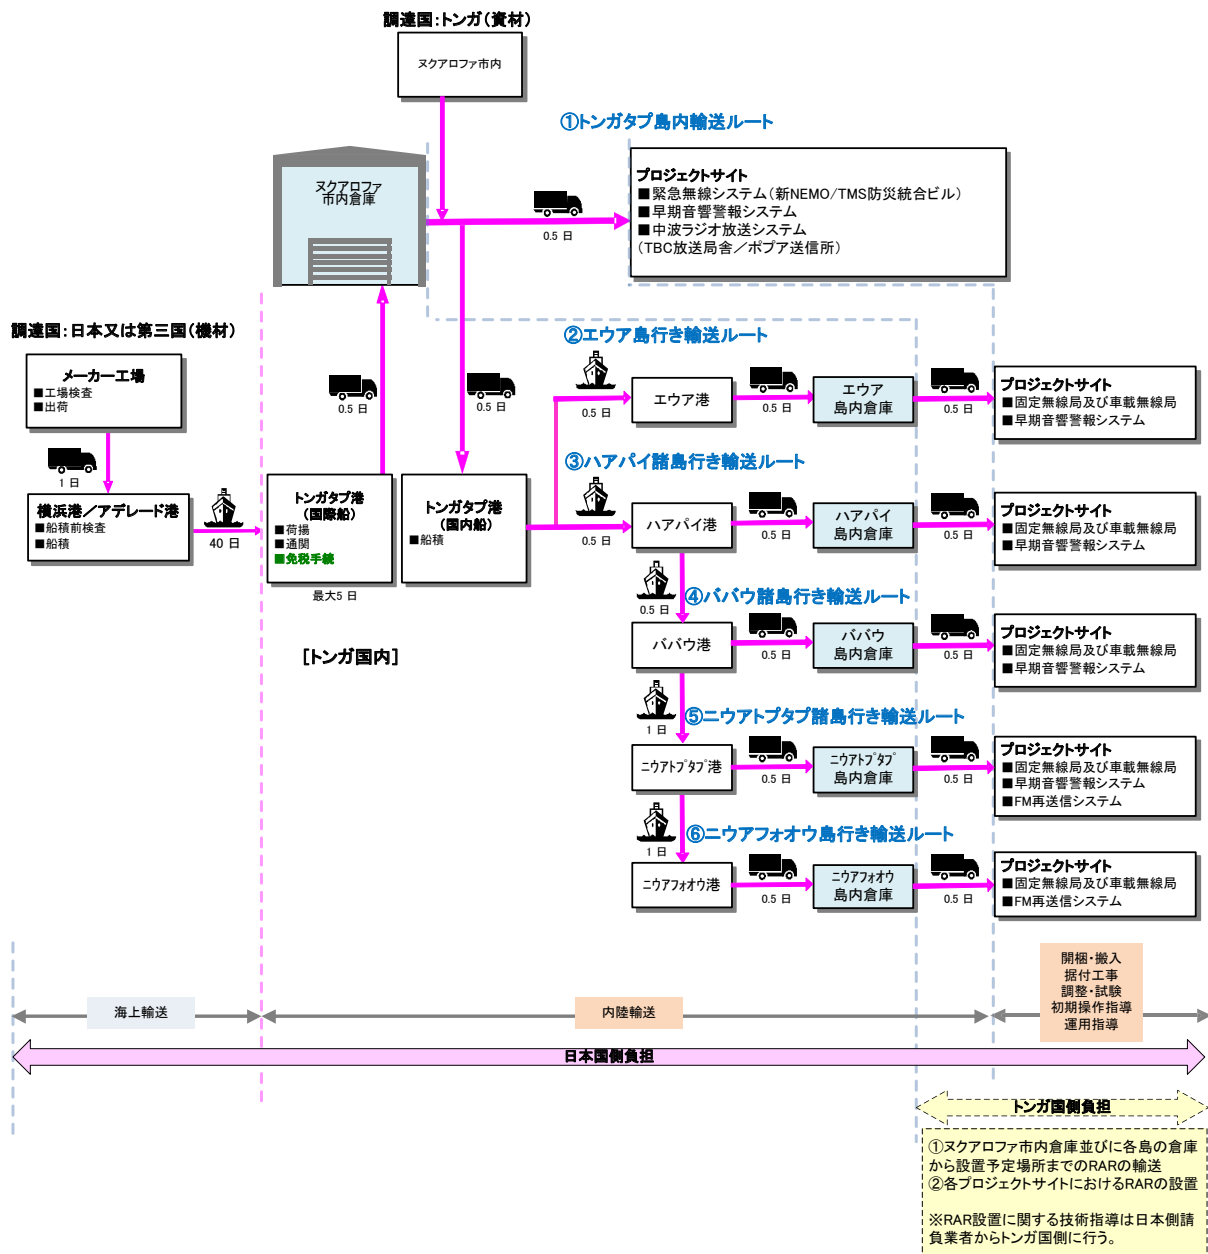 調達国：トンガ（資材）
ヌクアロファ市内
①トンガタプ島内輸送ルート
ヌクアロファ
市内倉庫
0.5 日
プロジェクトサイト
■緊急無線システム（新NEMO/TMS防災統合ビル）
■早期音響警報システム
■中波ラジオ放送システム
（TBC放送局舎／ポプア送信所）
調達国：日本又は第三国（機材）
メーカー工場
■工場検査
■出荷
1 日
横浜港／アデレード港
■船積前検査
■船積
40 日
トンガタプ港
（国際船）
■荷揚
■通関
■免税手続
最大5 日
0.5 日
0.5 日
トンガタプ港
（国内船）
■船積
［トンガ国内］
②エウア島行き輸送ルート
0.5 日
エウア港
0.5 日
エウア
島内倉庫
0.5 日
プロジェクトサイト
■固定無線局及び車載無線局
■早期音響警報システム
③ハアパイ諸島行き輸送ルート
0.5 日
ハアパイ港
0.5 日
ハアパイ
島内倉庫
0.5 日
プロジェクトサイト
■固定無線局及び車載無線局
■早期音響警報システム
0.5 日
④ババウ諸島行き輸送ルート
ババウ港
0.5 日
ババウ
島内倉庫
0.5 日
プロジェクトサイト
■固定無線局及び車載無線局
■早期音響警報システム
1 日
⑤ニウアトプタプ諸島行き輸送ルート
ニウアトプタプ港
0.5 日
ニウアトプタプ
島内倉庫
0.5 日
プロジェクトサイト
■固定無線局及び車載無線局
■早期音響警報システム
■FM再送信システム
1 日
⑥ニウアフォオウ島行き輸送ルート
ニウアフォオウ港
0.5 日
ニウアフォオウ
島内倉庫
0.5 日
プロジェクトサイト
■固定無線局及び車載無線局
■FM再送信システム
海上輸送
内陸輸送
開梱・搬入
据付工事
調整・試験
初期操作指導
運用指導
日本国側負担
トンガ国側負担
①ヌクアロファ市内倉庫並びに各島の倉庫
から設置予定場所までのRARの輸送
②各プロジェクトサイトにおけるRARの設置
※RAR設置に関する技術指導は日本側請
負業者からトンガ国側に行う。